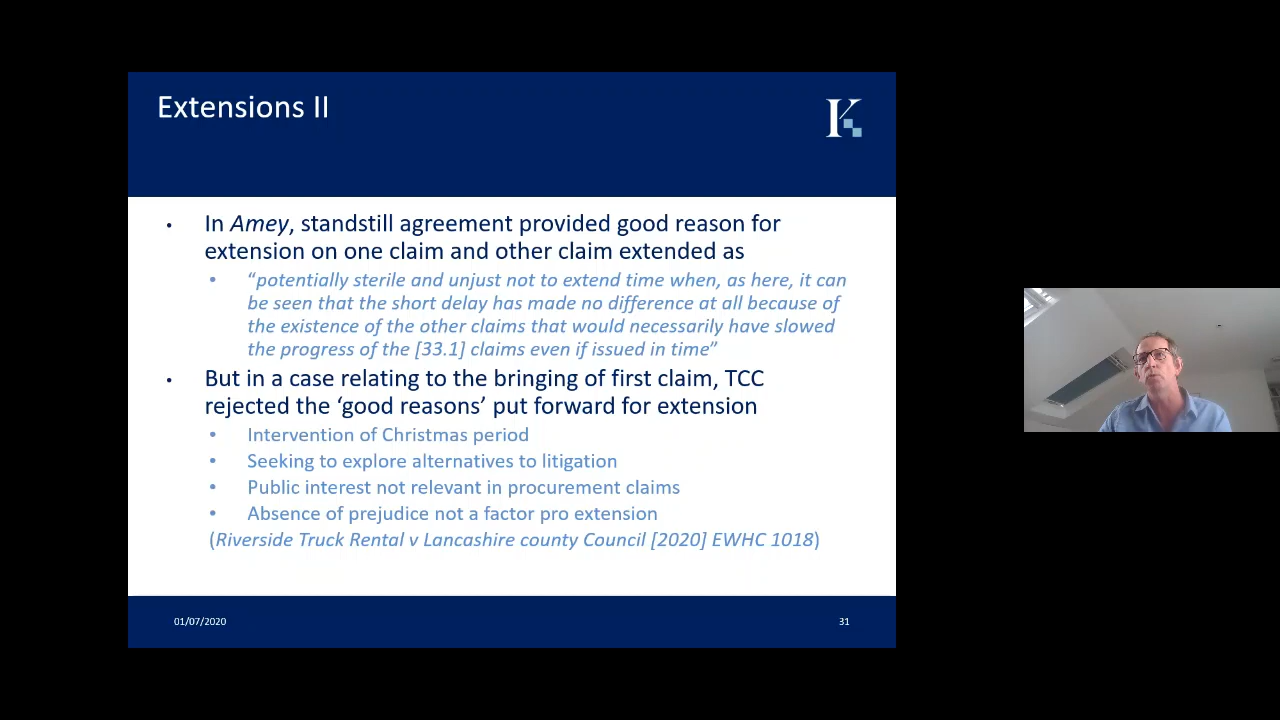 Extensions II
K
• In Amey, standstill agreement provided good reason for
extension on one claim and other claim extended as
• “potentially sterile and unjust not to extend time when, as here, it can
be seen that the short delay has made no difference at all because of
the existence of the other claims that would necessarily have slowed
the progress of the [33.1] claims even if issued in time”
• But in a case relating to the bringing of first claim, TCC
rejected the ‘good reasons’ put forward for extension
• Intervention of Christmas period
• Seeking to explore alternatives to litigation
• Public interest not relevant in procurement claims
• Absence of prejudice not a factor pro extension
(Riverside Truck Rental v Lancashire county Council [2020] EWHC 1018)
01/07/2020
31